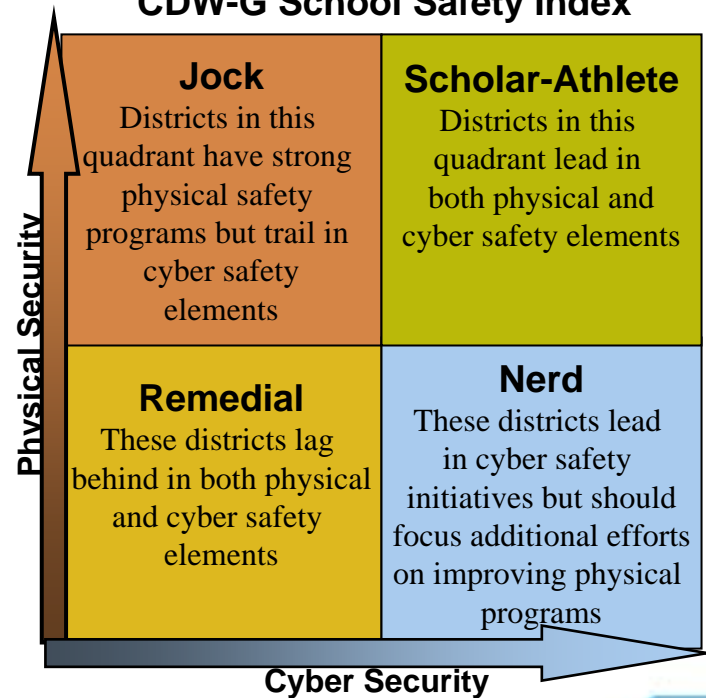 CDW-G School Safety Index
Jock
Districts in this
quadrant have strong
physical safety
programs but trail in
cyber safety
elements
Scholar-Athlete
Districts in this
quadrant lead in
both physical and
cyber safety elements
Physical Security
Remedial
These districts lag
behind in both physical
and cyber safety
elements
Nerd
These districts lead
in cyber safety
initiatives but should
focus additional efforts
on improving physical
programs
Cyber Security